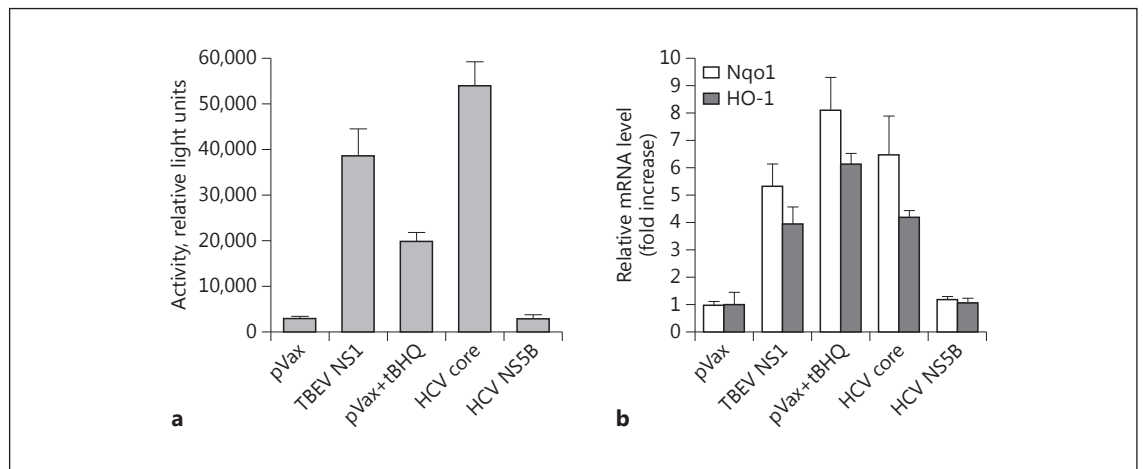 Activity, relative light units
60,000
50,000
40,000
30,000
20,000
10,000
0
pVax
TBEV NS1
pVax+tBHQ
HCV core
HCV NS5B
a
Relative mRNA level
(fold increase)
10
9
8
7
6
5
4
3
2
1
0
Nqo1
HO-1
pVax
TBEV NS1
pVax+tBHQ
HCV core
HCV NS5B
b